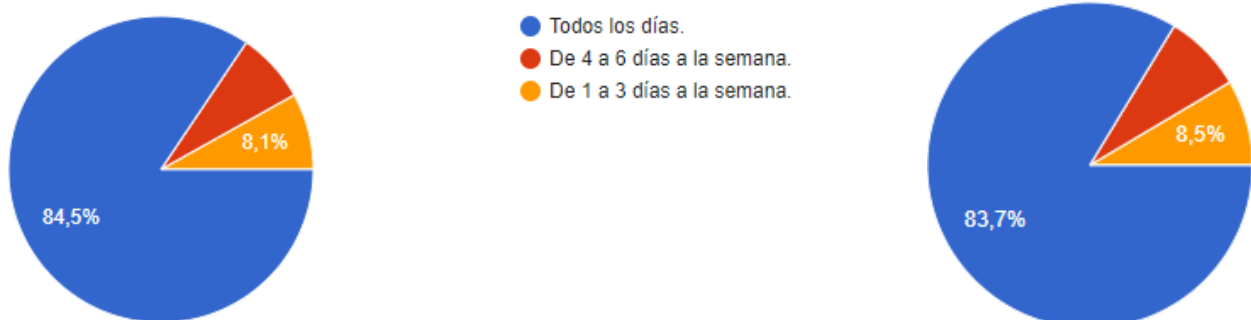 Todos los días.
De 4 a 6 días a la semana.
De 1 a 3 días a la semana.
8,1%
84,5%
8,5%
83,7%